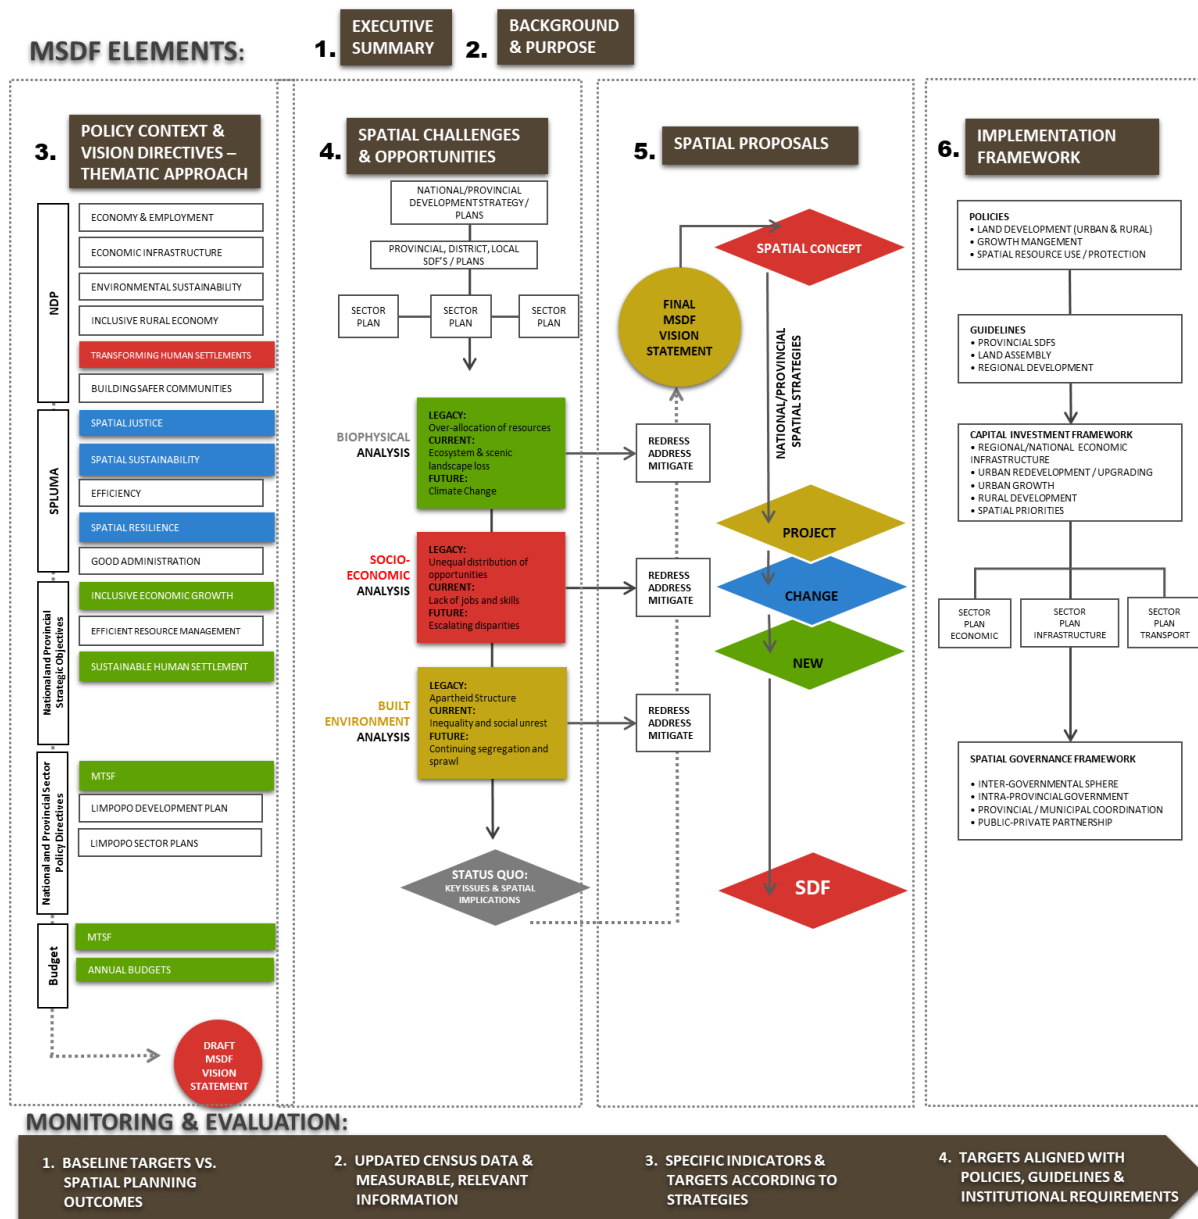 MSDF ELEMENTS:
1. EXECUTIVE
SUMMARY
2. BACKGROUND
& PURPOSE
3. POLICY CONTEXT &
VISION DIRECTIVES –
THEMATIC APPROACH
NDP
ECONOMY & EMPLOYMENT
ECONOMIC INFRASTRUCTURE
ENVIRONMENTAL SUSTAINABILITY
INCLUSIVE RURAL ECONOMY
TRANSFORMING HUMAN SETTLEMENTS
BUILDING SAFER COMMUNITIES
SPLUMA
SPATIAL JUSTICE
SPATIAL SUSTAINABILITY
EFFICIENCY
SPATIAL RESILIENCE
GOOD ADMINISTRATION
National and Provincial
Strategic Objectives
INCLUSIVE ECONOMIC GROWTH
EFFICIENT RESOURCE MANAGEMENT
SUSTAINABLE HUMAN SETTLEMENT
National and Provincial Sector
Policy Directives
MTSF
LIMPOPO DEVELOPMENT PLAN
LIMPOPO SECTOR PLANS
Budget
MTSF
ANNUAL BUDGETS
DRAFT
MSDF
VISION
STATEMENT
4. SPATIAL CHALLENGES
& OPPORTUNITIES
NATIONAL/PROVINCIAL
DEVELOPMENT STRATEGY /
PLANS
PROVINCIAL, DISTRICT, LOCAL
SDF'S / PLANS
SECTOR
PLAN
SECTOR
PLAN
SECTOR
PLAN
BIOPHYSICAL
ANALYSIS
LEGACY:
Over-allocation of resources
CURRENT:
Ecosystem & scenic
landscape loss
FUTURE:
Climate Change
REDRESS
ADDRESS
MITIGATE
SOCIO-
ECONOMIC
ANALYSIS
LEGACY:
Unequal distribution of
opportunities
CURRENT:
Lack of jobs and skills
FUTURE:
Escalating disparities
REDRESS
ADDRESS
MITIGATE
BUILT
ENVIRONMENT
ANALYSIS
LEGACY:
Apartheid Structure
CURRENT:
Inequality and social unrest
FUTURE:
Continuing segregation and
sprawl
REDRESS
ADDRESS
MITIGATE
STATUS QUO:
KEY ISSUES & SPATIAL
IMPLICATIONS
5. SPATIAL PROPOSALS
SPATIAL CONCEPT
FINAL
MSDF
VISION
STATEMENT
NATIONAL/PROVINCIAL
SPATIAL STRATEGIES
PROJECT
CHANGE
NEW
SDF
6. IMPLEMENTATION
FRAMEWORK
POLICIES
• LAND DEVELOPMENT (URBAN & RURAL)
• GROWTH MANGEMENT
• SPATIAL RESOURCE USE / PROTECTION
GUIDELINES
• PROVINCIAL SDFS
• LAND ASSEMBLY
• REGIONAL DEVELOPMENT
CAPITAL INVESTMENT FRAMEWORK
• REGIONAL/NATIONAL ECONOMIC
INFRASTRUCTURE
• URBAN REDEVELOPMENT / UPGRADING
• URBAN GROWTH
• RURAL DEVELOPMENT
• SPATIAL PRIORITIES
SECTOR
PLAN
ECONOMIC
SECTOR
PLAN
INFRASTRUCTURE
SECTOR
PLAN
TRANSPORT
SPATIAL GOVERNANCE FRAMEWORK
• INTER-GOVERNMENTAL SPHERE
• INTRA-PROVINCIAL GOVERNMENT
• PROVINCIAL / MUNICIPAL COORDINATION
• PUBLIC-PRIVATE PARTNERSHIP
MONITORING & EVALUATION:
1. BASELINE TARGETS VS.
SPATIAL PLANNING
OUTCOMES
2. UPDATED CENSUS DATA &
MEASURABLE, RELEVANT
INFORMATION
3. SPECIFIC INDICATORS &
TARGETS ACCORDING TO
STRATEGIES
4. TARGETS ALIGNED WITH
POLICIES, GUIDELINES &
INSTITUTIONAL REQUIREMENTS